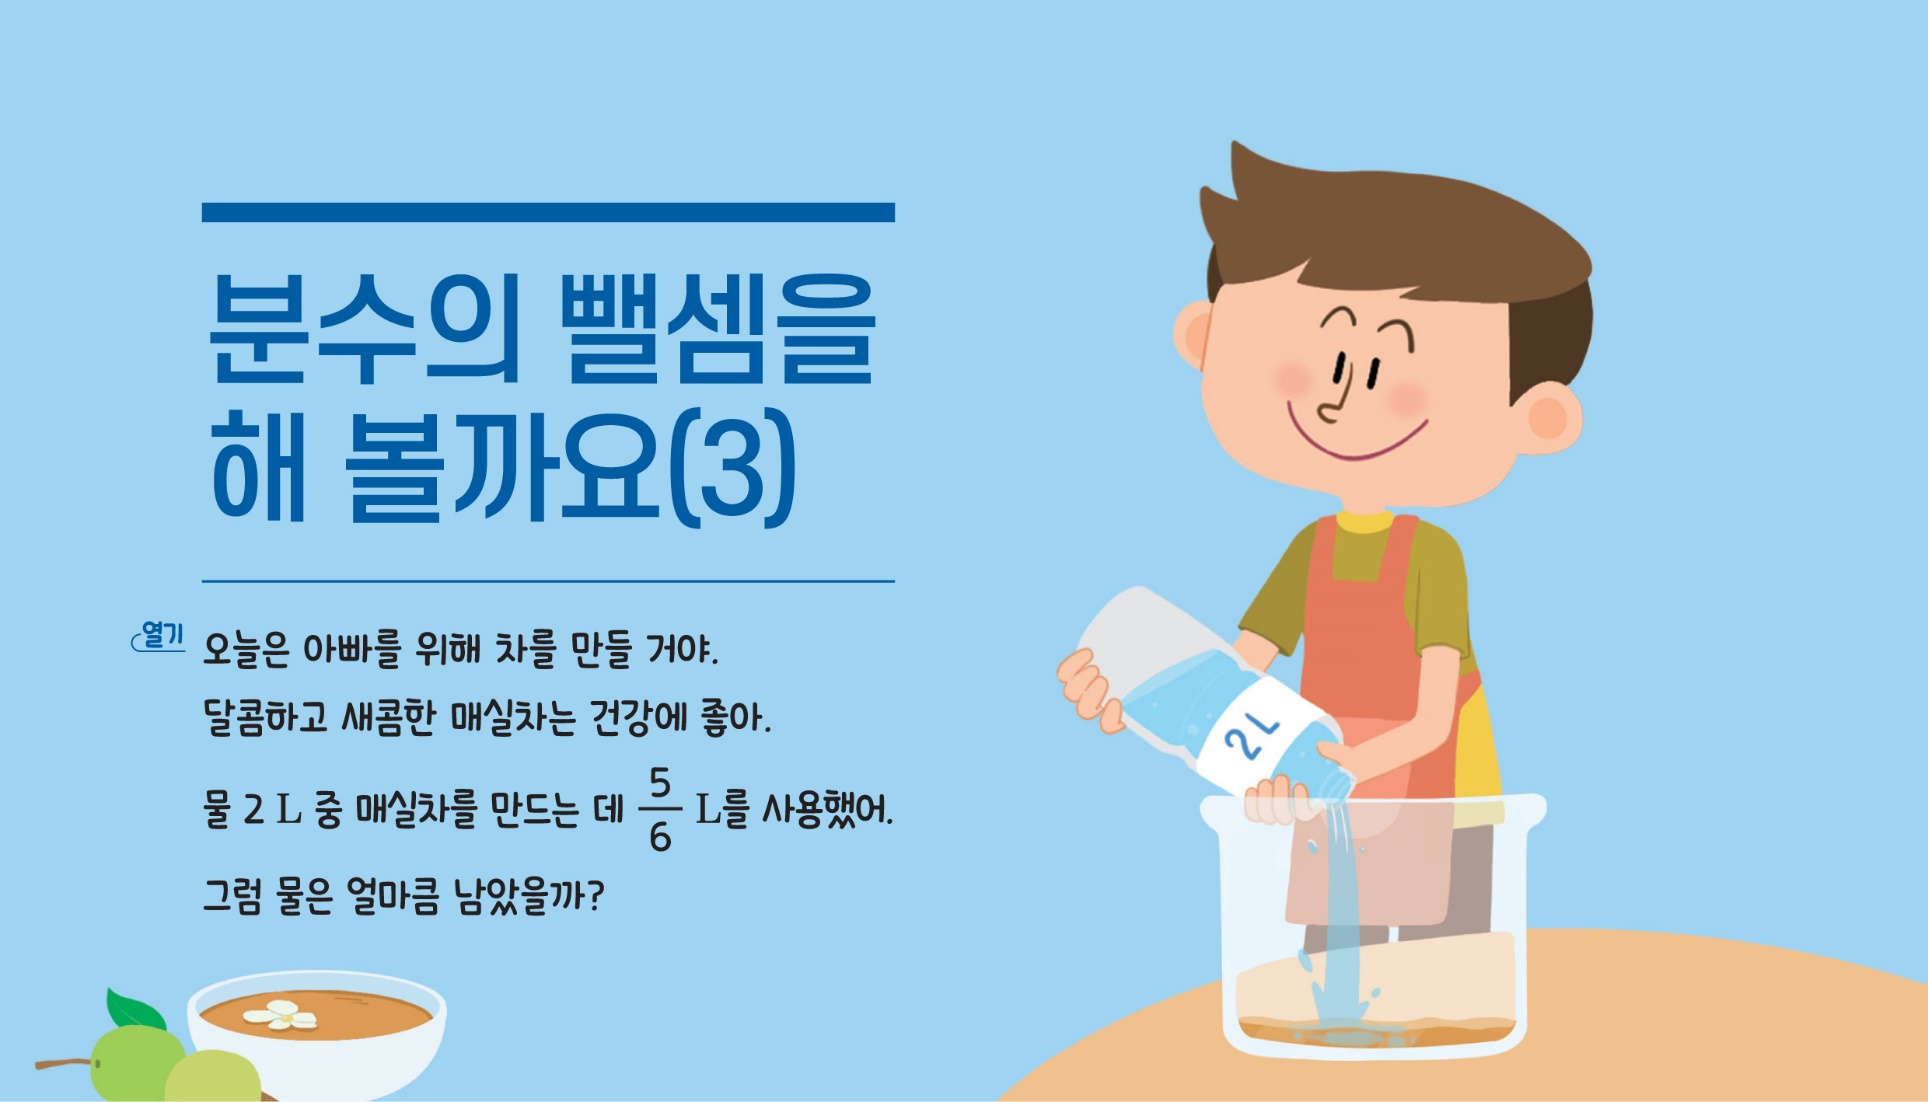 분수의 뺄셈을
해 볼까요(3)
열기
오늘은 아빠를 위해 차를 만들 거야.
달콤하고 새콤한 매실차는 건강에 좋아.
물 2 L 중 매실차를 만드는 데 5/6 L를 사용했어.
그럼 물은 얼마큼 남았을까?
2L